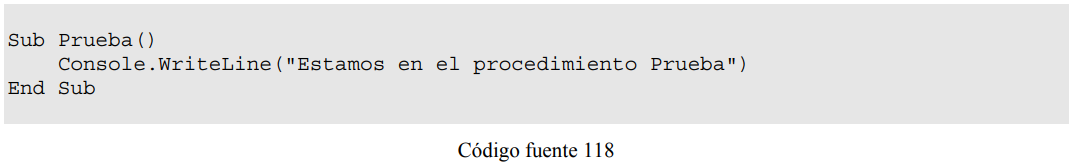 Sub Prueba()
    Console.WriteLine("Estamos en el procedimiento Prueba")
End Sub
Código fuente 118